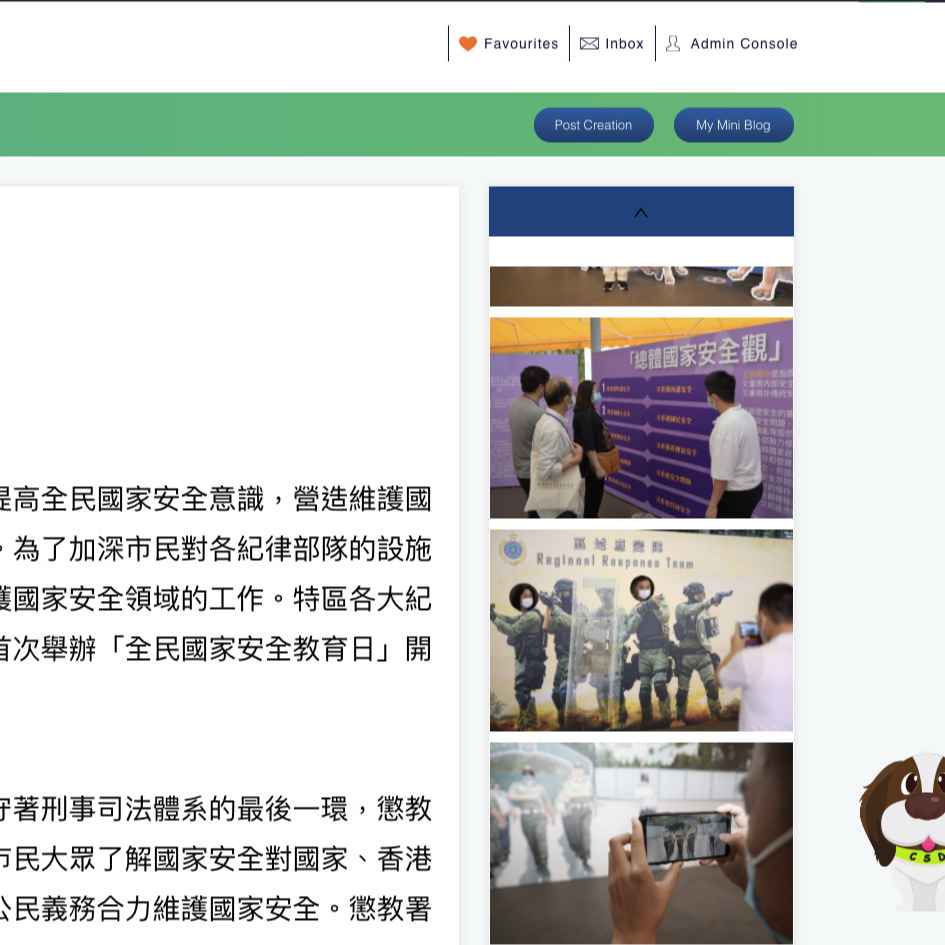 Favourites
Inbox
Admin Console
Post Creation
My Mini Blog
「總體國家安全觀」
Regional Response Team
提高全民國家安全意識，營造維護國
，為了加深市民對各紀律部隊的設施
護國家安全領域的工作。特區各大紀
首次舉辦「全民國家安全教育日」開
守著刑事司法體系的最後一環，懲教
市民大眾了解國家安全對國家、香港
公民義務合力維護國家安全。懲教署
CSD